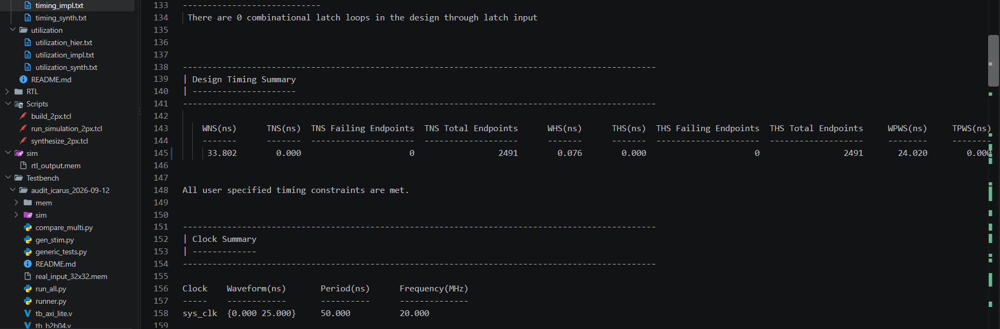 timing_impl.txt
timing_synth.txt
utilization
utilization_hier.txt
utilization_impl.txt
utilization_synth.txt
README.md
RTL
Scripts
build_2px.tcl
run_simulation_2px.tcl
synthesize_2px.tcl
sim
rtl_output.mem
Testbench
audit_icarus_2026-09-12
mem
sim
compare_multi.py
gen_stim.py
generic_tests.py
README.md
real_input_32x32.mem
run_all.py
runner.py
tb_axi_lite.v
tb_b2b04.v
133 ----------------------------
134 There are 0 combinational latch loops in the design through latch input
135
136
137
138 ------------------------------------------------------------------------------------------------
139 | Design Timing Summary
140 | ---------------------
141 ------------------------------------------------------------------------------------------------
142
143 WNS(ns) TNS(ns) TNS Failing Endpoints TNS Total Endpoints WHS(ns) THS(ns) THS Failing Endpoints THS Total Endpoints WPWS(ns) TPWS(ns)
144 ------- ------- --------------------- ------------------- ------- ------- --------------------- ------------------- -------- --------
145 33.802 0.000 0 2491 0.076 0.000 0 2491 24.020 0.000
146
147
148 All user specified timing constraints are met.
149
150
151 ------------------------------------------------------------------------------------------------
152 | Clock Summary
153 | -------------
154 ------------------------------------------------------------------------------------------------
155
156 Clock Waveform(ns) Period(ns) Frequency(MHz)
157 ----- ------------ ---------- --------------
158 sys_clk {0.000 25.000} 50.000 20.000
159